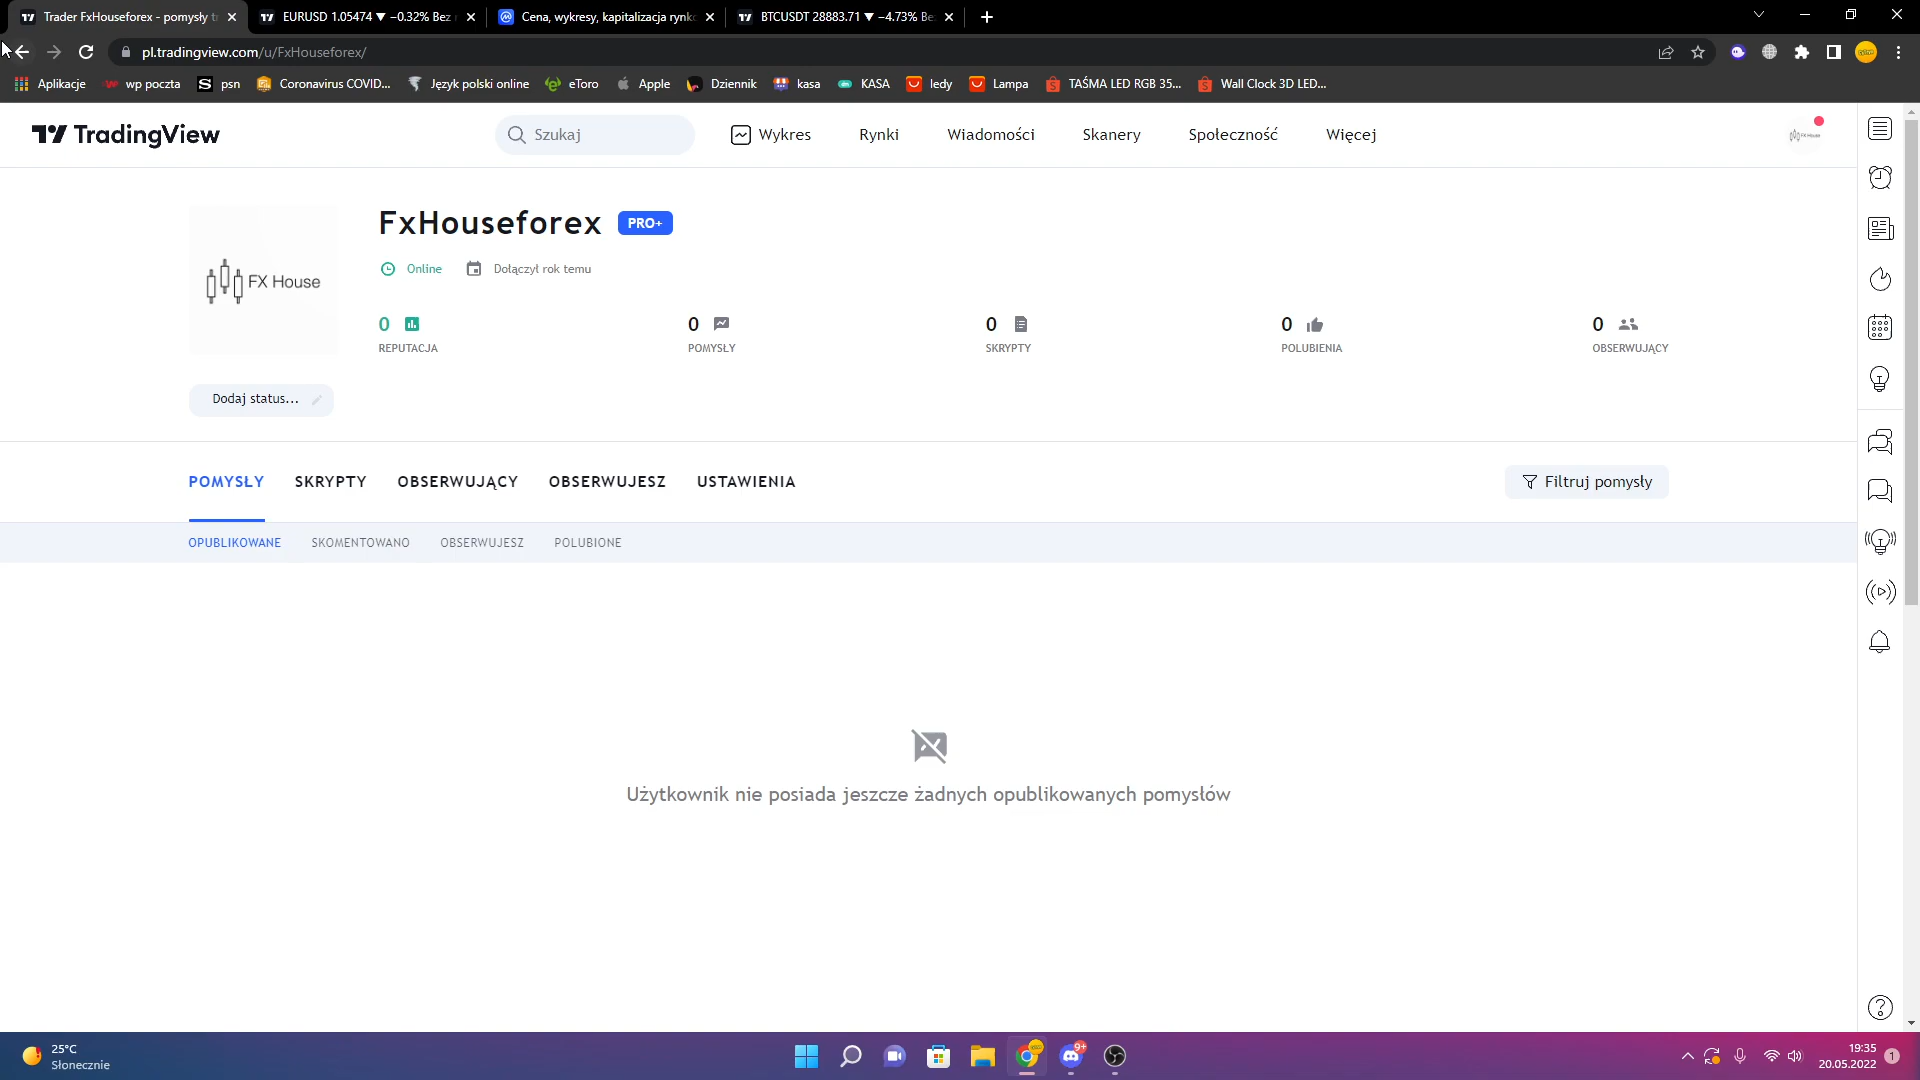 Trader FxHouseforex - pomysły t
EURUSD 1.05474 ▼ −0.32% Bez
Cena, wykresy, kapitalizacja rynk
BTCUSDT 28883.71 ▼ −4.73% Be
pl.tradingview.com/u/FxHouseforex/
Aplikacje
wp poczta
psn
Coronavirus COVID...
Język polski online
eToro
Apple
Dziennik
kasa
KASA
ledy
Lampa
TAŚMA LED RGB 35...
Wall Clock 3D LED...
TradingView
Szukaj
Wykres
Rynki
Wiadomości
Skanery
Społeczność
Więcej
FX House
FxHouseforex PRO+
Online
Dołączył rok temu
0
REPUTACJA
0
POMYSŁY
0
SKRYPTY
0
POLUBIENIA
0
OBSERWUJĄCY
Dodaj status...
POMYSŁY
SKRYPTY
OBSERWUJĄCY
OBSERWUJESZ
USTAWIENIA
Filtruj pomysły
OPUBLIKOWANE
SKOMENTOWANO
OBSERWUJESZ
POLUBIONE
Użytkownik nie posiada jeszcze żadnych opublikowanych pomysłów
25°C
Słonecznie
9+
19:35
20.05.2022
1